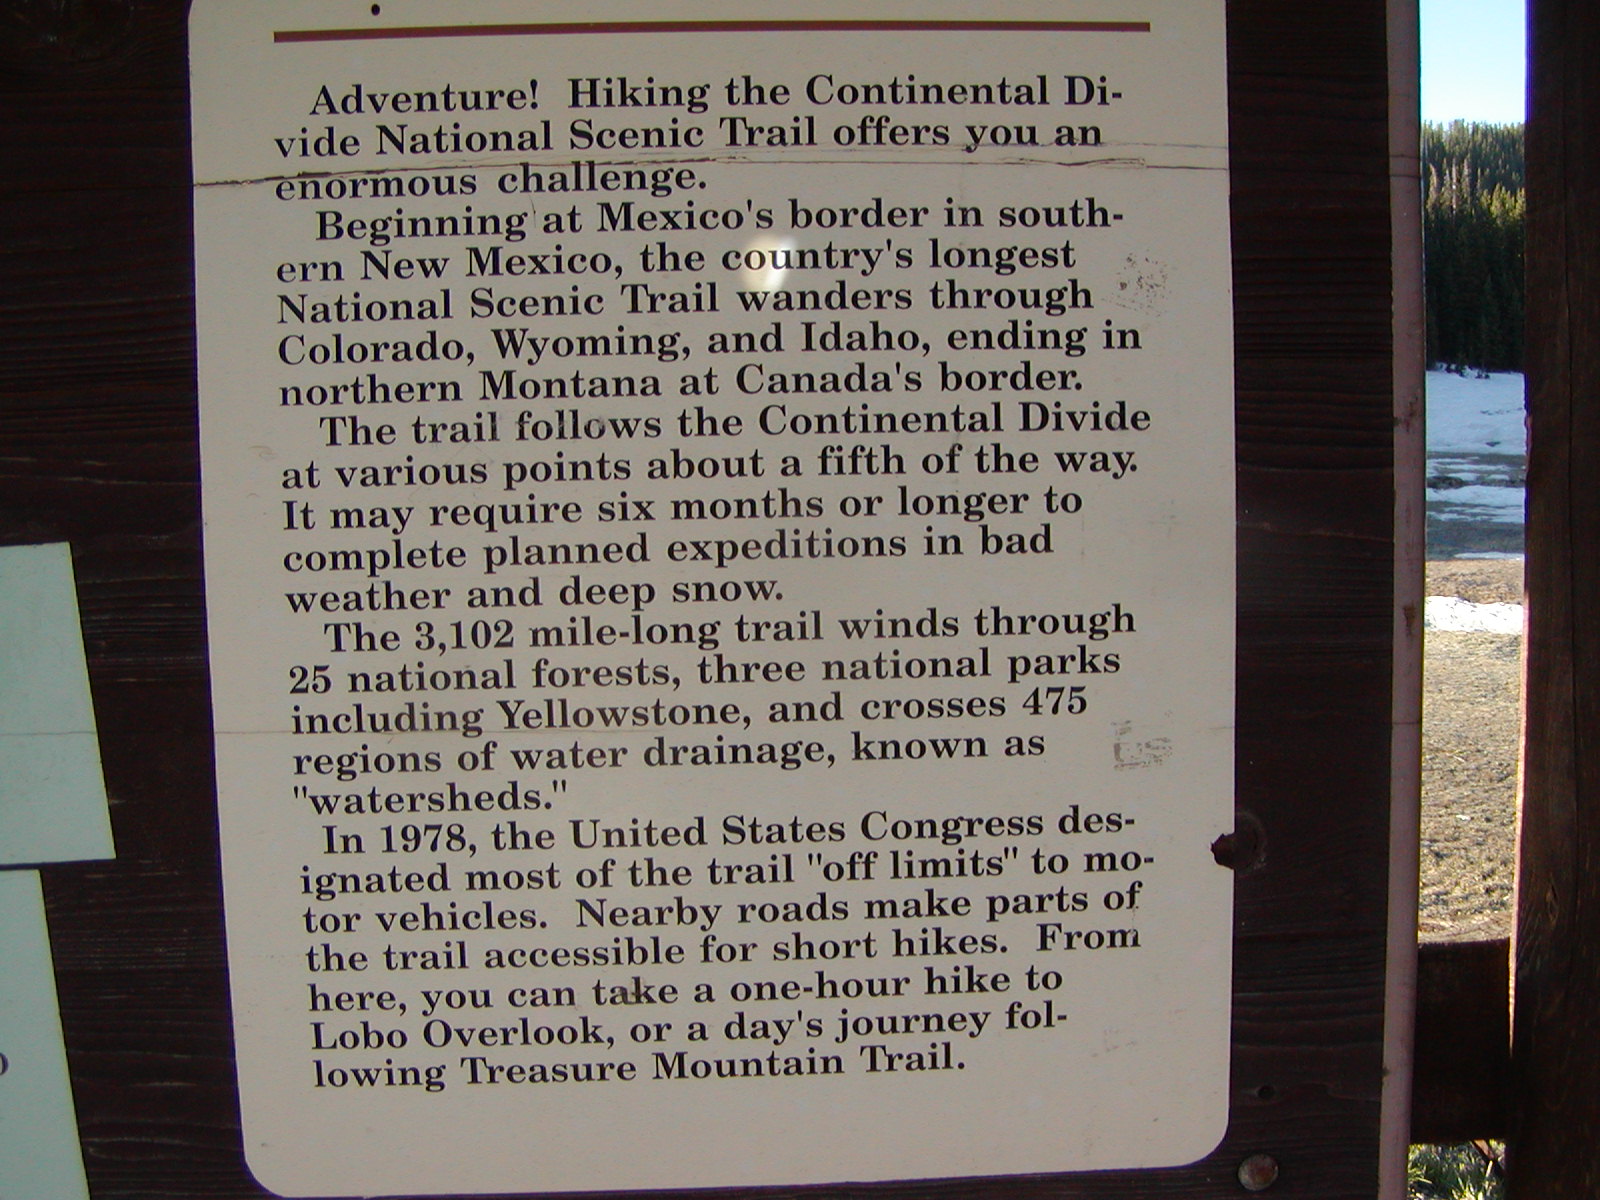 Adventure! Hiking the Continental Di-
vide National Scenic Trail offers you an
enormous challenge.
Beginning at Mexico's border in south-
ern New Mexico, the country's longest
National Scenic Trail wanders through
Colorado, Wyoming, and Idaho, ending in
northern Montana at Canada's border.
The trail follows the Continental Divide
at various points about a fifth of the way.
It may require six months or longer to
complete planned expeditions in bad
weather and deep snow.
The 3,102 mile-long trail winds through
25 national forests, three national parks
including Yellowstone, and crosses 475
regions of water drainage, known as
"watersheds."
In 1978, the United States Congress des-
ignated most of the trail "off limits" to mo-
tor vehicles. Nearby roads make parts of
the trail accessible for short hikes. From
here, you can take a one-hour hike to
Lobo Overlook, or a day's journey fol-
lowing Treasure Mountain Trail.